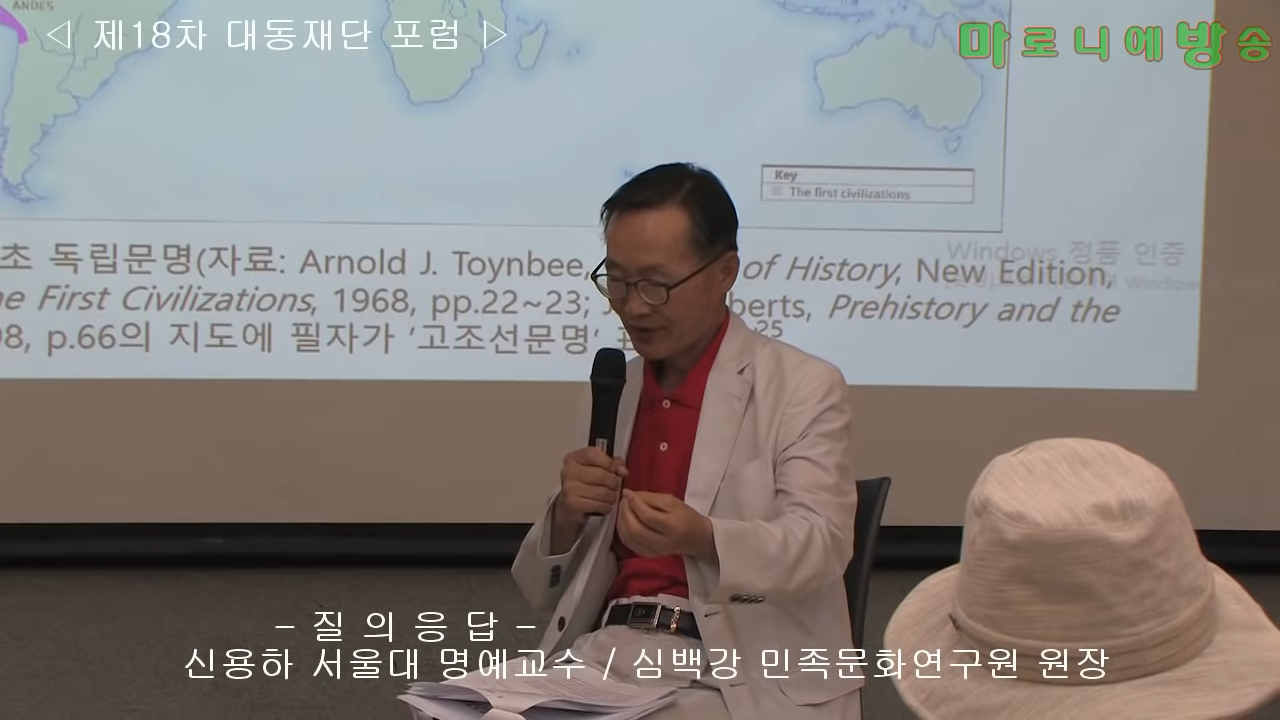 ANDES
◁ 제18차 대동재단 포럼 ▷
마로니에방송
Key
The first civilizations
초 독립문명(자료: Arnold J. Toynbee, of History, New Edition,
e First Civilizations, 1968, pp.22~23; berts, Prehistory and the
98, p.66의 지도에 필자가 ‘고조선문명’ 25
Windows 정품 인증
- 질 의 응 답 -
신용하 서울대 명예교수 / 심백강 민족문화연구원 원장